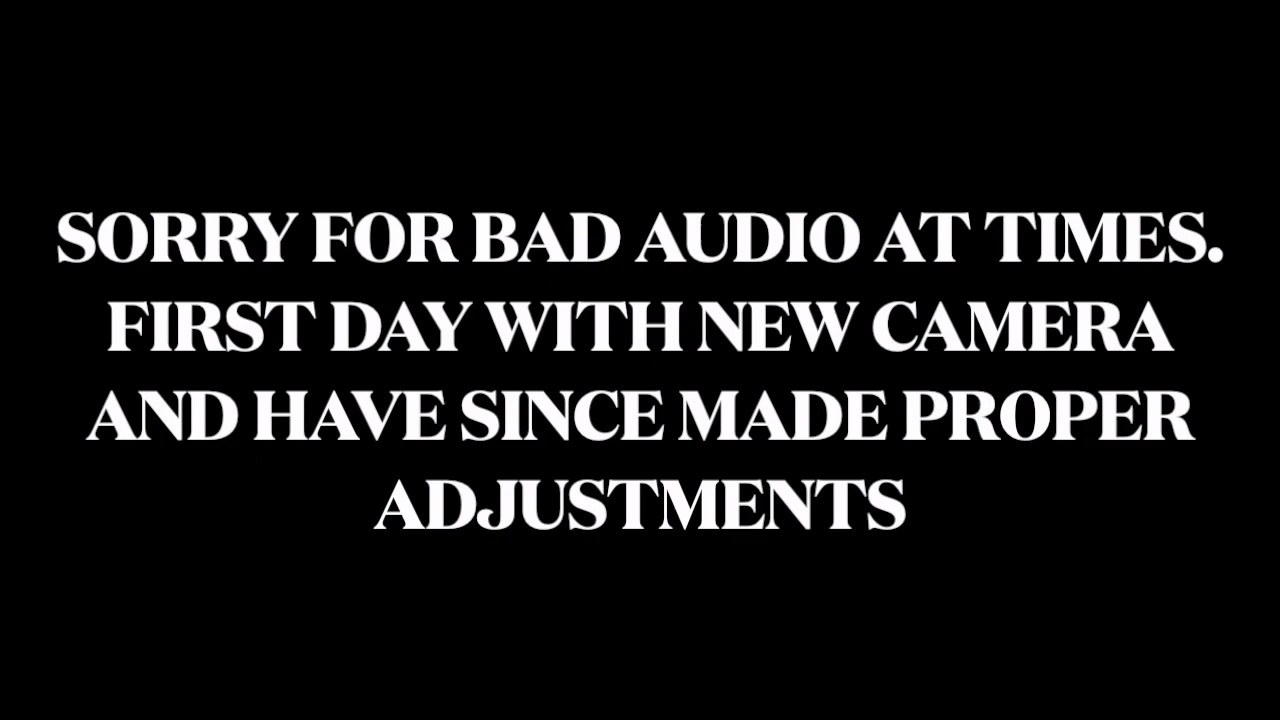 SORRY FOR BAD AUDIO AT TIMES.
FIRST DAY WITH NEW CAMERA
AND HAVE SINCE MADE PROPER
ADJUSTMENTS